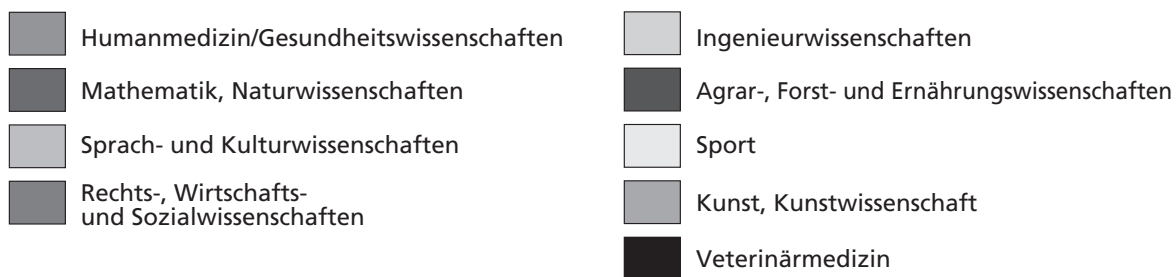 Humanmedizin/Gesundheitswissenschaften
Mathematik, Naturwissenschaften
Sprach- und Kulturwissenschaften
Rechts-, Wirtschafts-
und Sozialwissenschaften
Ingenieurwissenschaften
Agrar-, Forst- und Ernährungswissenschaften
Sport
Kunst, Kunstwissenschaft
Veterinärmedizin